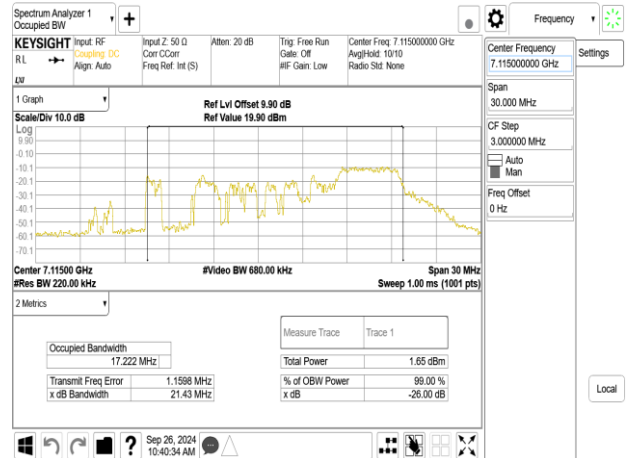 Spectrum Analyzer 1
Occupied BW
Frequency
KEYSIGHT
RL
Input: RF
Coupling: DC
Align: Auto
Input Z: 50 Ω
Corr CCorr
Freq Ref: Int (S)
Atten: 20 dB
Trig: Free Run
Gate: Off
#IF Gain: Low
Center Freq: 7.115000000 GHz
Avg|Hold: 10/10
Radio Std: None
LXI
Center Frequency
7.115000000 GHz
Settings
Span
30.000 MHz
CF Step
3.000000 MHz
Auto
Man
Freq Offset
0 Hz
Local
1 Graph
Scale/Div 10.0 dB
Ref Lvl Offset 9.90 dB
Ref Value 19.90 dBm
Log
9.90
-0.10
-10.1
-20.1
-30.1
-40.1
-50.1
-60.1
-70.1
Center 7.11500 GHz
#Video BW 680.00 kHz
Span 30 MHz
#Res BW 220.00 kHz
Sweep 1.00 ms (1001 pts)
2 Metrics
Measure Trace
Trace 1
Occupied Bandwidth
17.222 MHz
Total Power
1.65 dBm
Transmit Freq Error
1.1598 MHz
% of OBW Power
99.00 %
x dB Bandwidth
21.43 MHz
x dB
-26.00 dB
?
Sep 26, 2024
10:40:34 AM